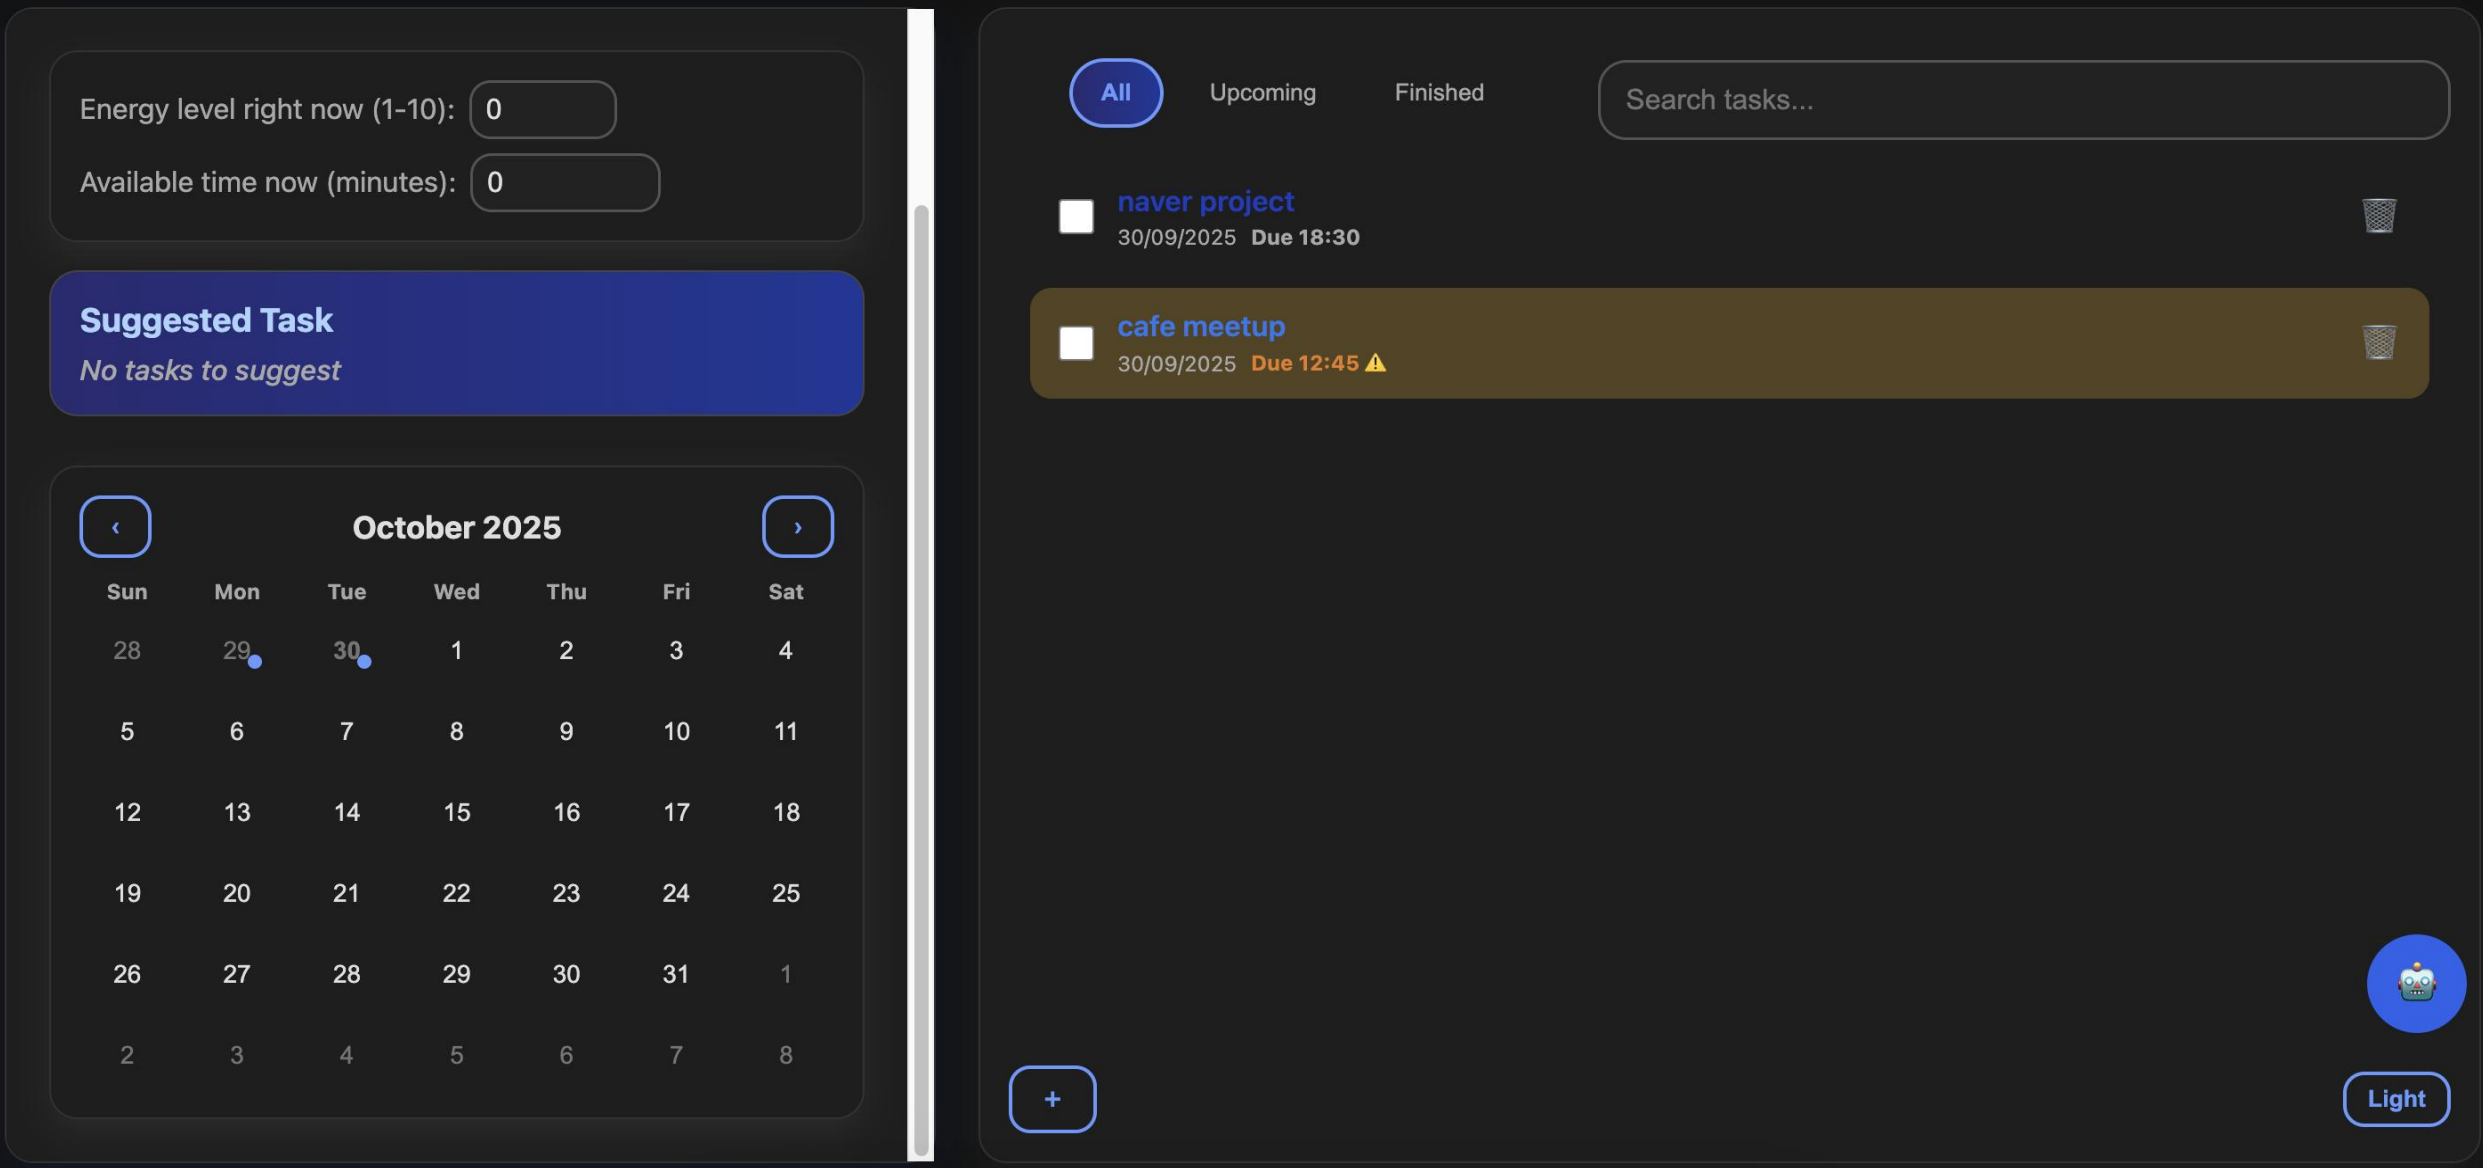 Energy level right now (1-10): 0
Available time now (minutes): 0
Suggested Task
No tasks to suggest
‹ October 2025 ›
Sun Mon Tue Wed Thu Fri Sat
28 29 30 1 2 3 4
5 6 7 8 9 10 11
12 13 14 15 16 17 18
19 20 21 22 23 24 25
26 27 28 29 30 31 1
2 3 4 5 6 7 8
All Upcoming Finished Search tasks...
naver project
30/09/2025 Due 18:30
cafe meetup
30/09/2025 Due 12:45 ⚠️
+ Light